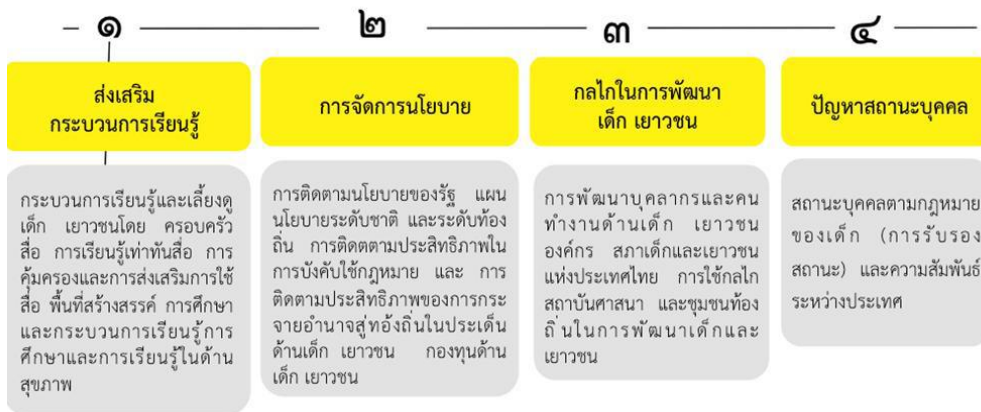 ๑
ส่งเสริม
กระบวนการเรียนรู้
กระบวนการเรียนรู้และเลี้ยงดู
เด็ก เยาวชนโดย ครอบครัว
สื่อ การเรียนรู้เท่าทันสื่อ การ
คุ้มครองและการส่งเสริมการใช้
สื่อ พื้นที่สร้างสรรค์ การศึกษา
และกระบวนการเรียนรู้การ
ศึกษาและการเรียนรู้ในด้าน
สุขภาพ
๒
การจัดการนโยบาย
การติดตามนโยบายของรัฐ แผน
นโยบายระดับชาติ และระดับท้อง
ถิ่น การติดตตามประสิทธิภาพใน
การบังคับใช้กฎหมาย และ การ
ติดตามประสิทธิภาพของการกระ
จายอำนาจสู่ท้องถิ่นในประเด็น
ด้านเด็ก เยาวชน กองทุนด้าน
เด็ก เยาวชน
๓
กลไกในการพัฒนา
เด็ก เยาวชน
การพัฒนาบุคลากรและคน
ทำงานด้านเด็ก เยาวชน
องค์กร สภาเด็กและเยาวชน
แห่งประเทศไทย การใช้กลไก
สถาบันศาสนา และชุมชนท้อง
ถิ่นในการพัฒนาเด็กและ
เยาวชน
๔
ปัญหาสถานะบุคคล
สถานะบุคคลตามกฎหมาย
ของเด็ก (การรับรอง
สถานะ) และความสัมพันธ์
ระหว่างประเทศ